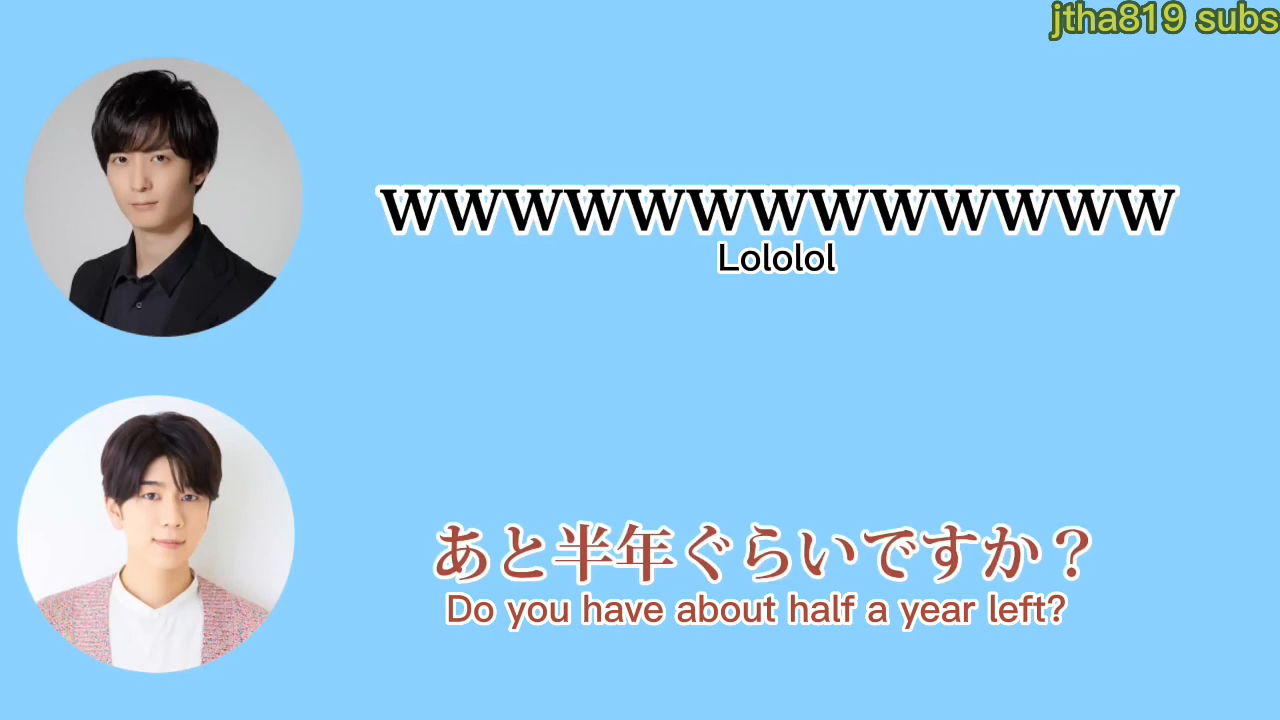 jtha819 subs
wwwwwwwwwwwww
Lololol
あと半年ぐらいですか？
Do you have about half a year left?